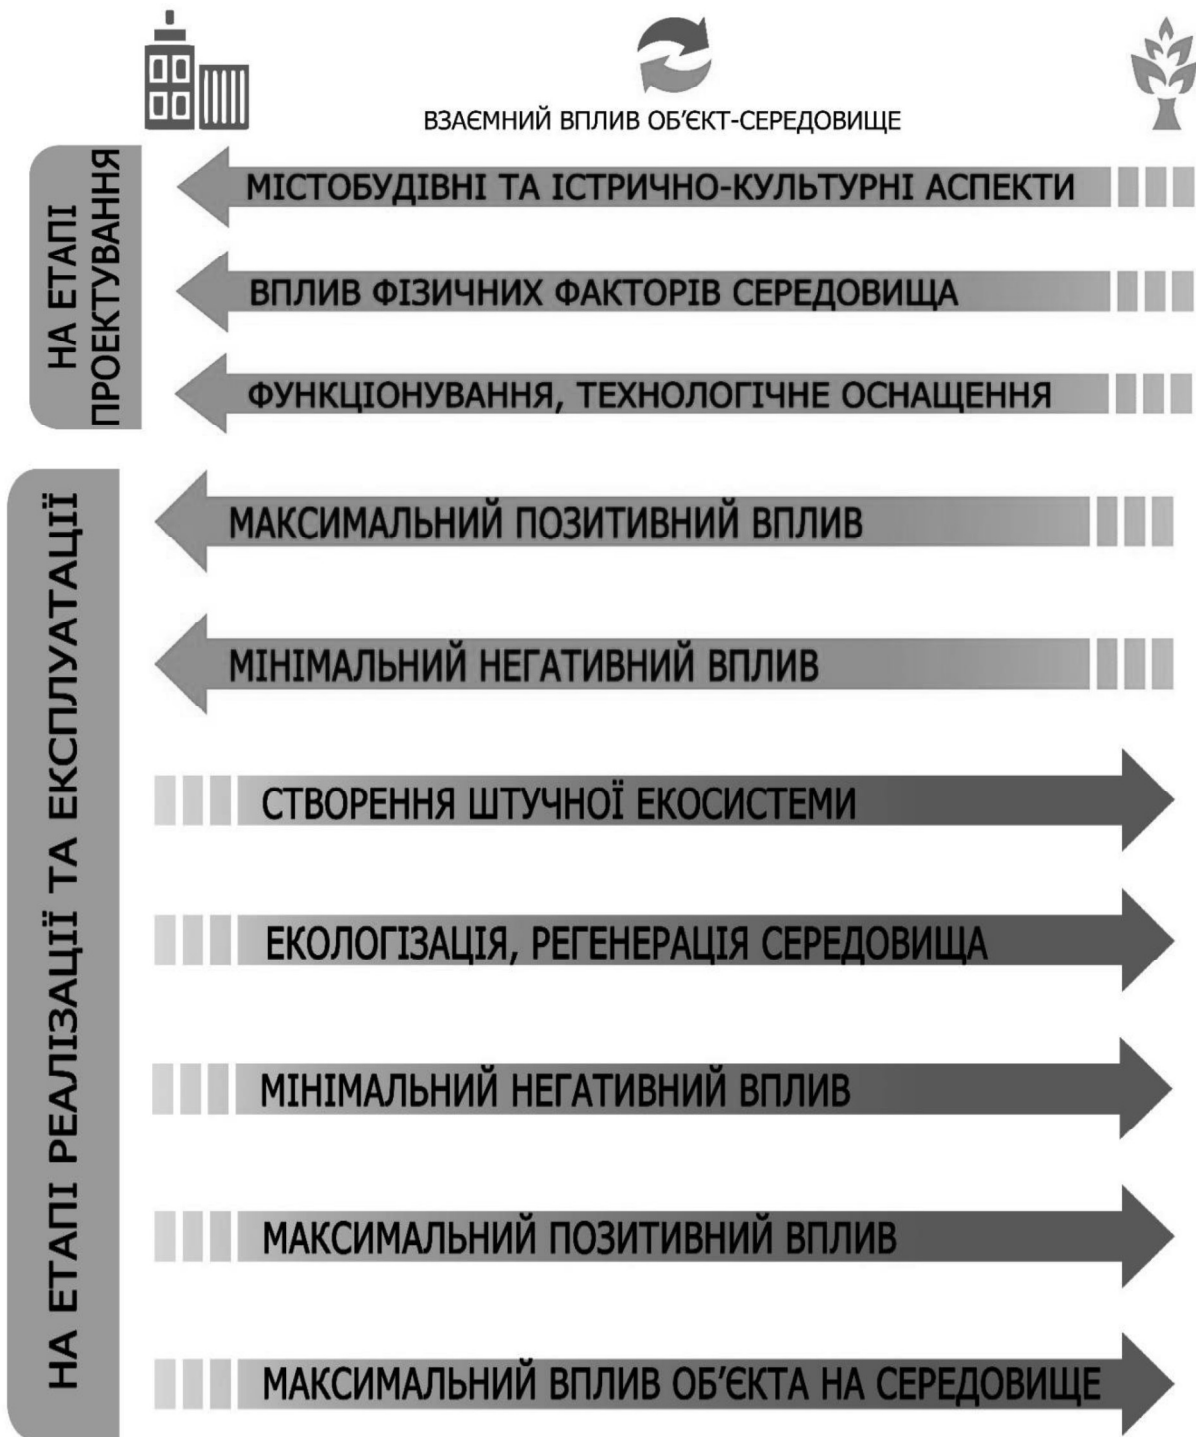 ВЗАЄМНИЙ ВПЛИВ ОБ’ЄКТ-СЕРЕДОВИЩЕ
НА ЕТАПІ
ПРОЕКТУВАННЯ
МІСТОБУДІВНІ ТА ІСТРИЧНО-КУЛЬТУРНІ АСПЕКТИ
ВПЛИВ ФІЗИЧНИХ ФАКТОРІВ СЕРЕДОВИЩА
ФУНКЦІОНУВАННЯ, ТЕХНОЛОГІЧНЕ ОСНАЩЕННЯ
НА ЕТАПІ РЕАЛІЗАЦІЇ ТА ЕКСПЛУАТАЦІЇ
МАКСИМАЛЬНИЙ ПОЗИТИВНИЙ ВПЛИВ
МІНІМАЛЬНИЙ НЕГАТИВНИЙ ВПЛИВ
СТВОРЕННЯ ШТУЧНОЇ ЕКОСИСТЕМИ
ЕКОЛОГІЗАЦІЯ, РЕГЕНЕРАЦІЯ СЕРЕДОВИЩА
МІНІМАЛЬНИЙ НЕГАТИВНИЙ ВПЛИВ
МАКСИМАЛЬНИЙ ПОЗИТИВНИЙ ВПЛИВ
МАКСИМАЛЬНИЙ ВПЛИВ ОБ’ЄКТА НА СЕРЕДОВИЩЕ